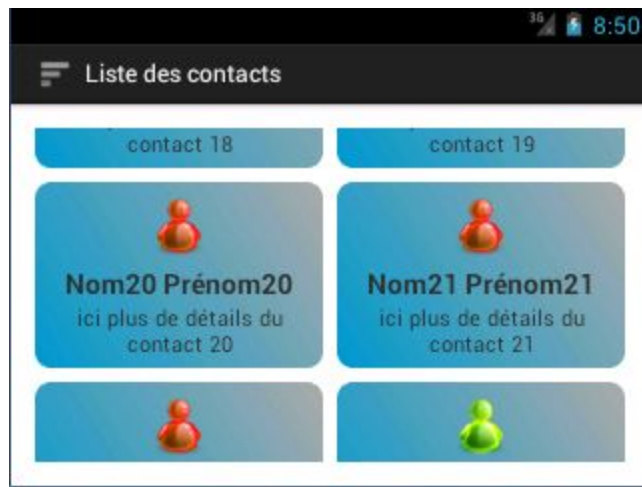 3G 8:50
Liste des contacts
contact 18
contact 19
Nom20 Prénom20
ici plus de détails du
contact 20
Nom21 Prénom21
ici plus de détails du
contact 21